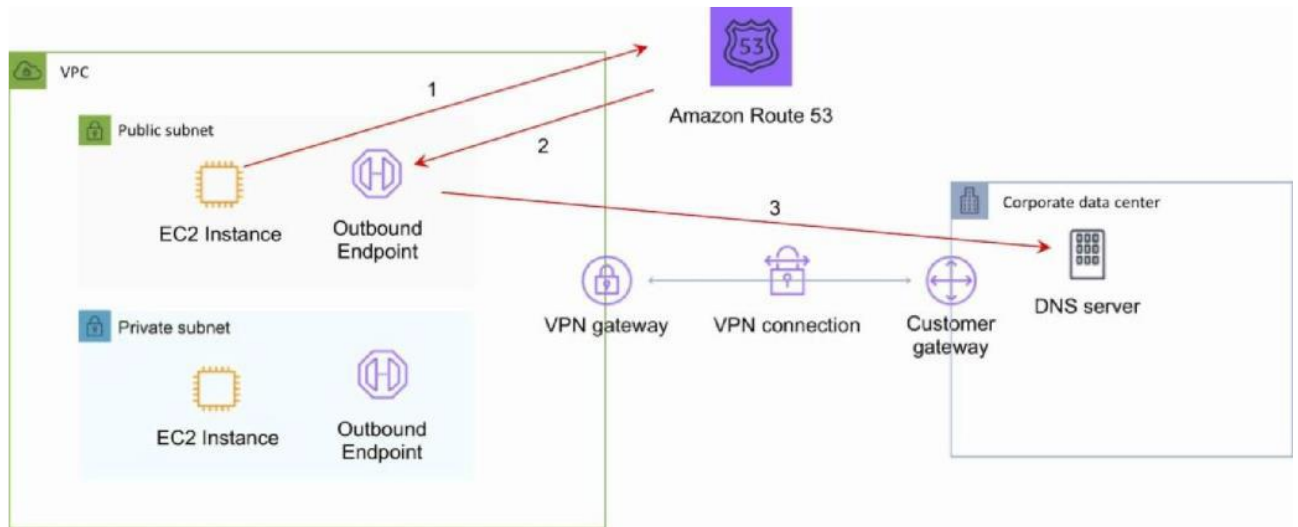 53
VPC
1
Amazon Route 53
Public subnet
2
EC2 Instance
Outbound
Endpoint
3
Corporate data center
DNS server
VPN gateway
VPN connection
Customer
gateway
Private subnet
EC2 Instance
Outbound
Endpoint